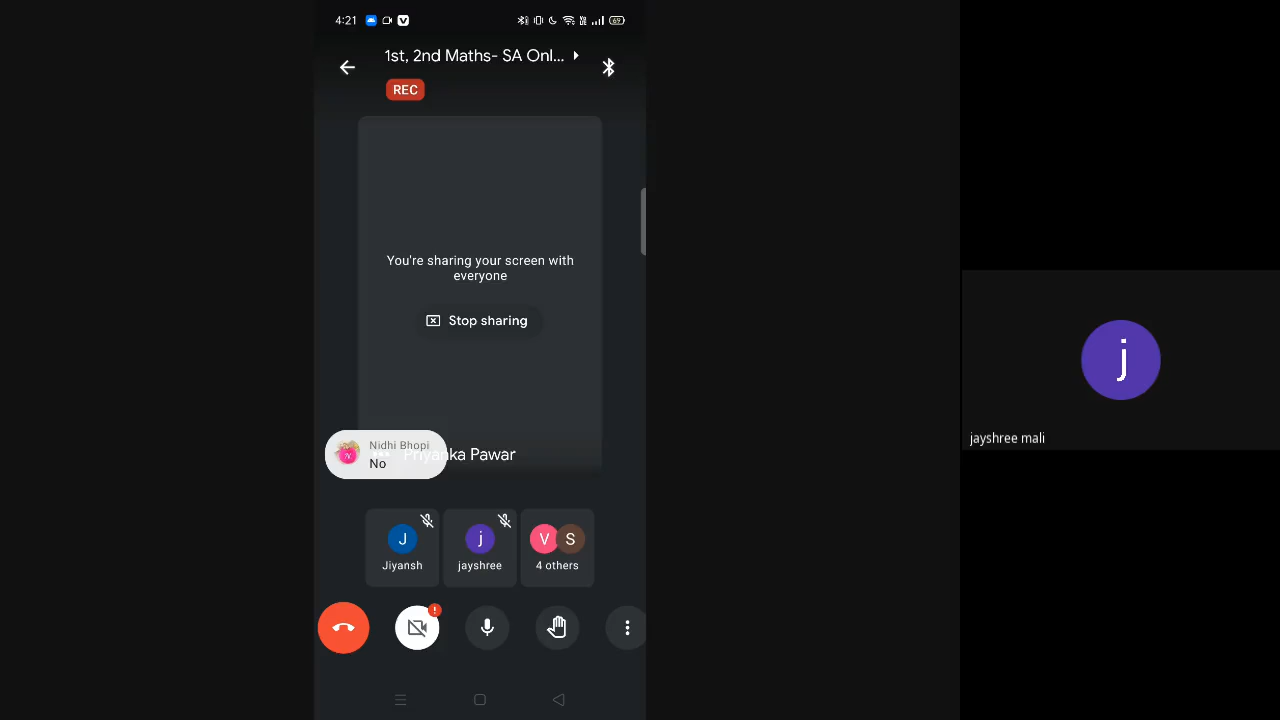 4:21
69
1st, 2nd Maths- SA Onl...
REC
You're sharing your screen with
everyone
Stop sharing
Nidhi Bhopi
No
Priyanka Pawar
J
Jiyansh
j
jayshree
V
S
4 others
j
jayshree mali